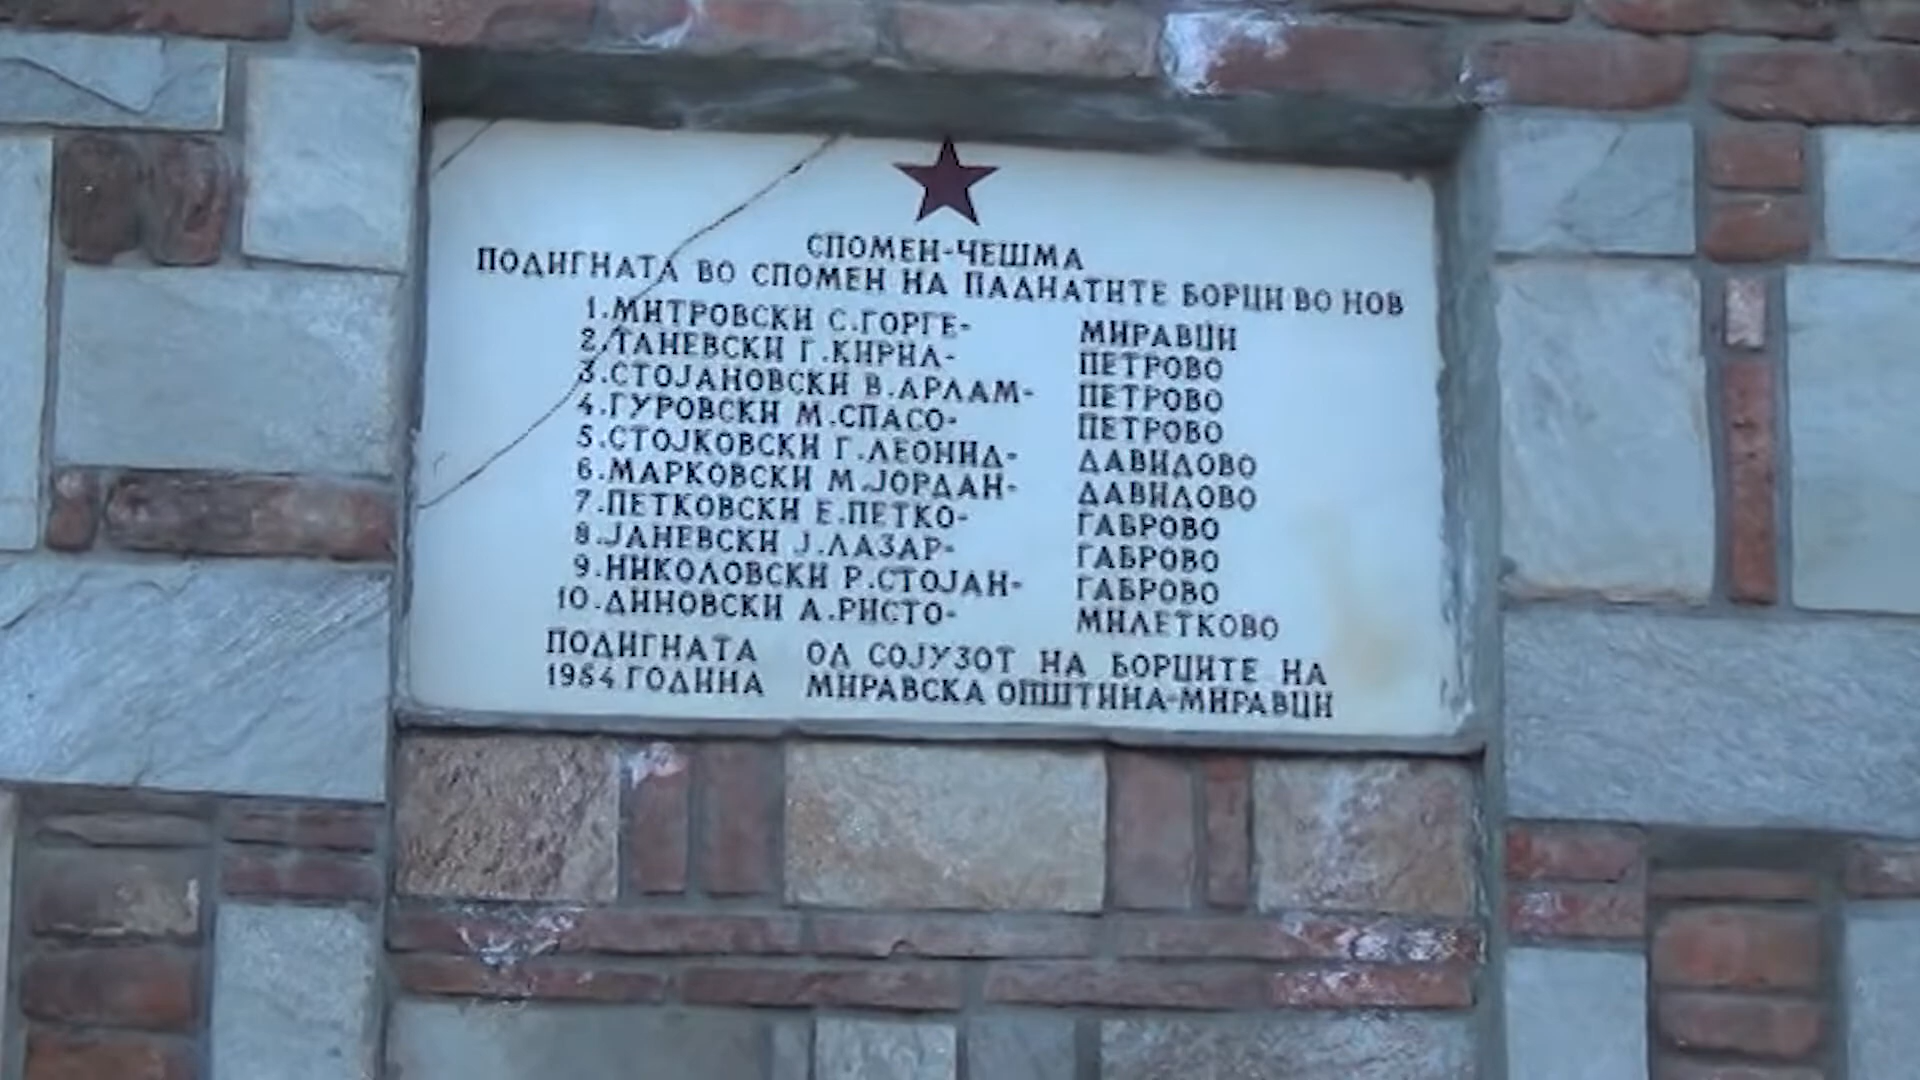 СПОМЕН-ЧЕШМА
ПОДИГНАТА ВО СПОМЕН НА ПАДНАТИТЕ БОРЦИ ВО НОВ
1.МИТРОВСКИ С.ГОРГЕ- МИРАВЦИ
2.ТАНЕВСКИ Г.КИРИЛ- ПЕТРОВО
3.СТОЈАНОВСКИ В.АРЛАМ- ПЕТРОВО
4.ГУРОВСКИ М.СПАСО- ПЕТРОВО
5.СТОЈКОВСКИ Г.ЛЕОНИД- ДАВИДОВО
6.МАРКОВСКИ М.ЈОРДАН- ДАВИДОВО
7.ПЕТКОВСКИ Е.ПЕТКО- ГАБРОВО
8.ЈАНЕВСКИ Ј.ЛАЗАР- ГАБРОВО
9.НИКОЛОВСКИ Р.СТОЈАН- ГАБРОВО
10.ДИНОВСКИ А.РИСТО- МИЛЕТКОВО
ПОДИГНАТА ОД СОЈУЗОТ НА БОРЦИТЕ НА
1954 ГОДИНА МИРАВСКА ОПШТИНА-МИРАВЦИ